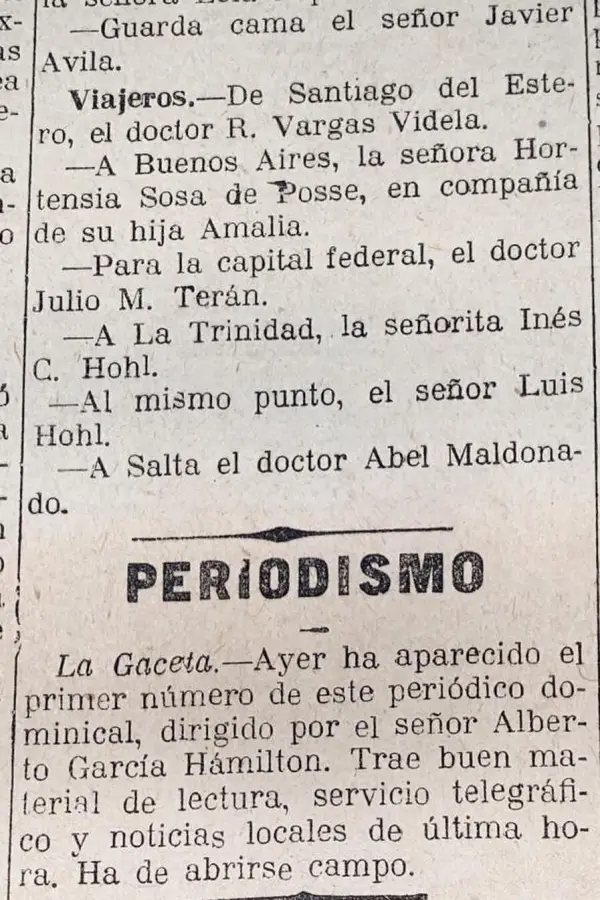 —Guarda cama el señor Javier
Avila.
Viajeros.—De Santiago del Este-
ro, el doctor R. Vargas Videla.
—A Buenos Aires, la señora Hor-
tensia Sosa de Posse, en compañía
de su hija Amalia.
—Para la capital federal, el doctor
Julio M. Terán.
—A La Trinidad, la señorita Inés
C. Hohl.
—Al mismo punto, el señor Luis
Hohl.
—A Salta el doctor Abel Maldona-
do.
PERIODISMO
La Gaceta.—Ayer ha aparecido el
primer número de este periódico do-
minical, dirigido por el señor Alber-
to García Hámilton. Trae buen ma-
terial de lectura, servicio telegráfi-
co y noticias locales de última ho-
ra. Ha de abrirse campo.